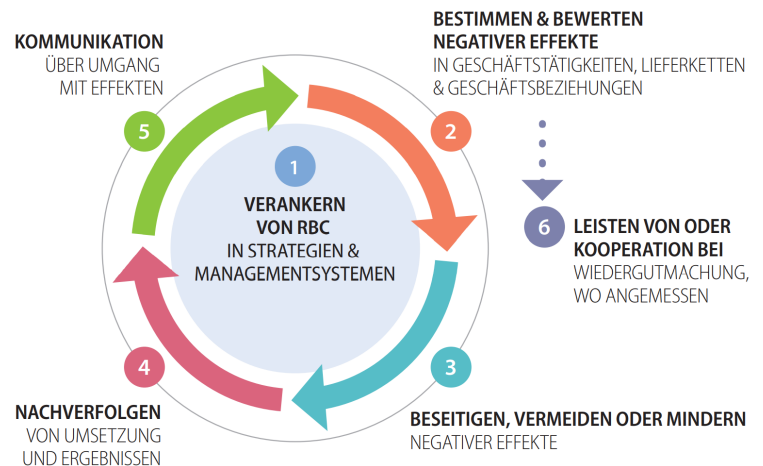 1
VERANKERN
VON RBC
IN STRATEGIEN &
MANAGEMENTSYSTEMEN
2
BESTIMMEN & BEWERTEN
NEGATIVER EFFEKTE
IN GESCHÄFTSTÄTIGKEITEN, LIEFERKETTEN
& GESCHÄFTSBEZIEHUNGEN
3
BESEITIGEN, VERMEIDEN ODER MINDERN
NEGATIVER EFFEKTE
4
NACHVERFOLGEN
VON UMSETZUNG
UND ERGEBNISSEN
5
KOMMUNIKATION
ÜBER UMGANG
MIT EFFEKTEN
6
LEISTEN VON ODER
KOOPERATION BEI
WIEDERGUTMACHUNG,
WO ANGEMESSEN